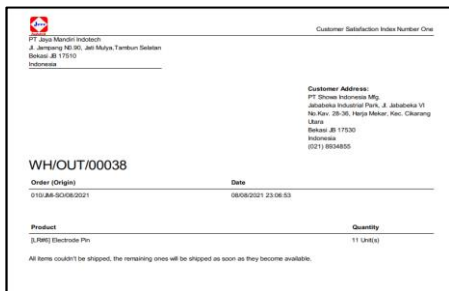 Customer Satisfaction Index Number One
PT Jaya Mandiri Indotech
Jl. Jampang N0.90, Jati Mulya,Tambun Selatan
Bekasi JB 17510
Indonesia
Customer Address:
PT Showa Indonesia Mfg.
Jababeka Industrial Park, Jl. Jababeka VI
No.Kav. 28-36, Harja Mekar, Kec. Cikarang
Utara
Bekasi JB 17530
Indonesia
(021) 8934855
WH/OUT/00038
Order (Origin) Date
010/JMI-SO/08/2021 08/08/2021 23:06:53
Product Quantity
Electrode Pin 11 Unit(s)
All items couldn't be shipped, the remaining ones will be shipped as soon as they become available.